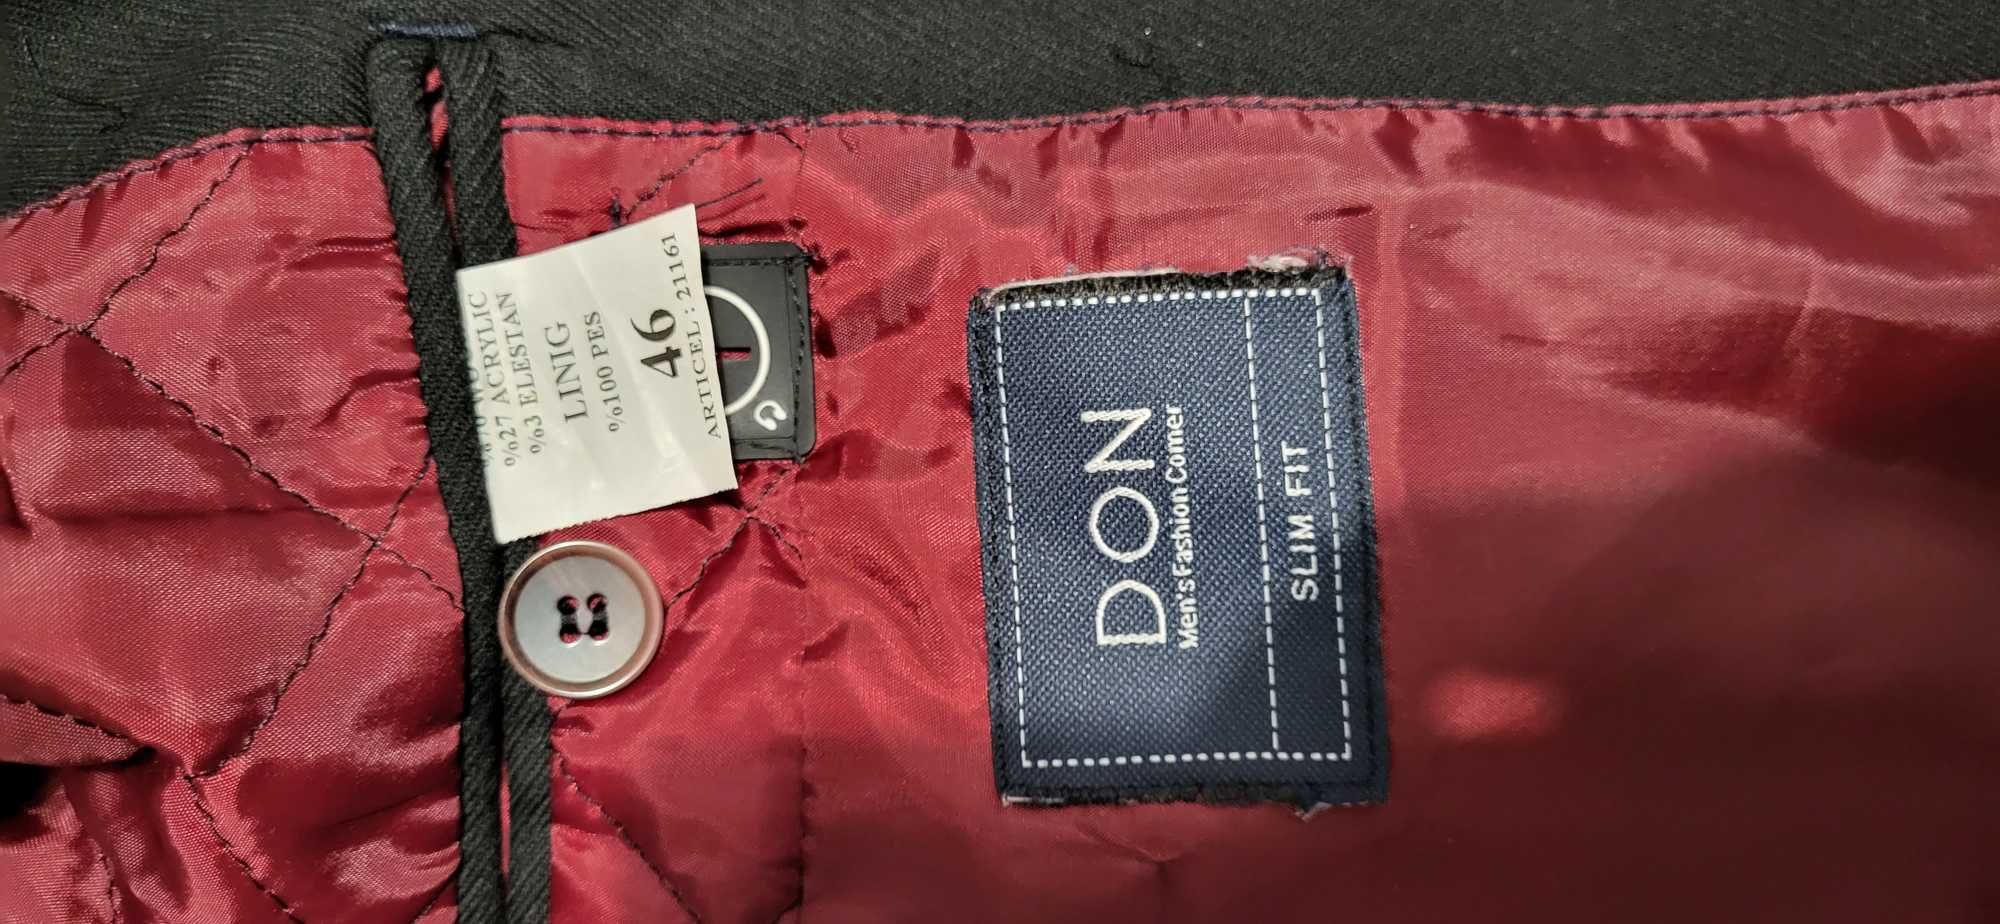 %27 ACRYLIC
%3 ELESTAN
LINIG
%100 PES
46
ARTICEL : 21161
DON
Men's Fashion Corner
SLIM FIT